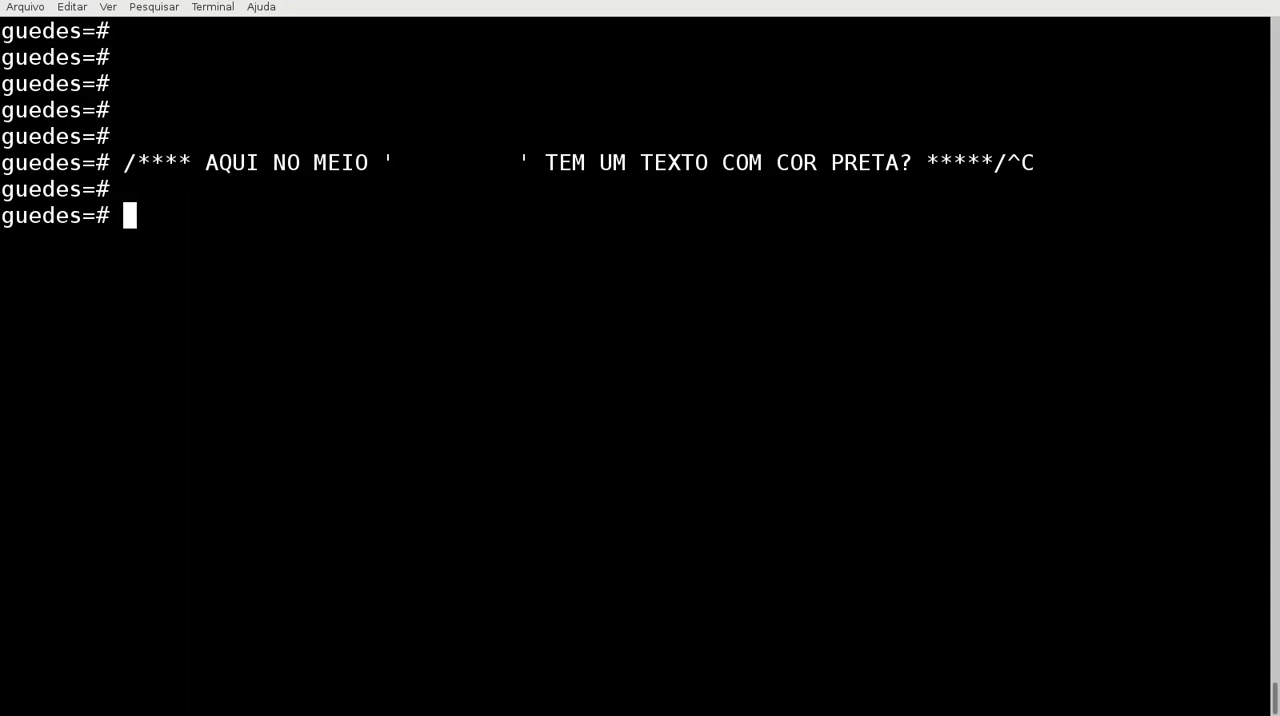 Arquivo Editar Ver Pesquisar Terminal Ajuda
guedes=#
guedes=#
guedes=#
guedes=#
guedes=#
guedes=# /**** AQUI NO MEIO '         ' TEM UM TEXTO COM COR PRETA? *****/^C
guedes=#
guedes=#